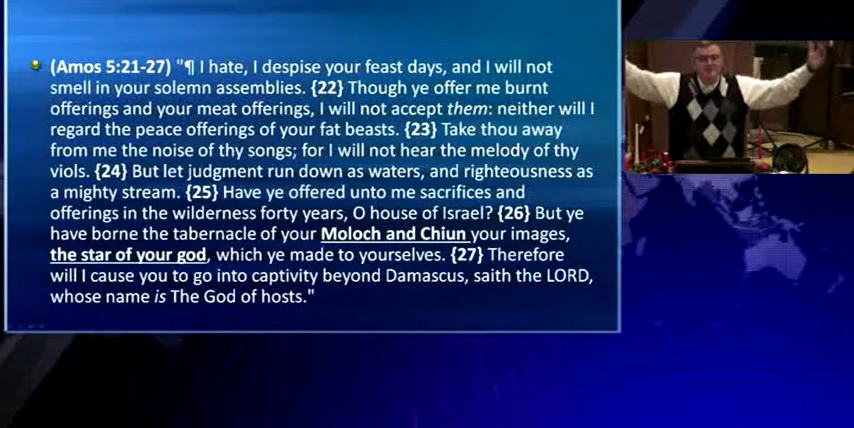 (Amos 5:21-27) "¶ I hate, I despise your feast days, and I will not
smell in your solemn assemblies. {22} Though ye offer me burnt
offerings and your meat offerings, I will not accept them: neither will I
regard the peace offerings of your fat beasts. {23} Take thou away
from me the noise of thy songs; for I will not hear the melody of thy
viols. {24} But let judgment run down as waters, and righteousness as
a mighty stream. {25} Have ye offered unto me sacrifices and
offerings in the wilderness forty years, O house of Israel? {26} But ye
have borne the tabernacle of your Moloch and Chiun your images,
the star of your god, which ye made to yourselves. {27} Therefore
will I cause you to go into captivity beyond Damascus, saith the LORD,
whose name is The God of hosts."